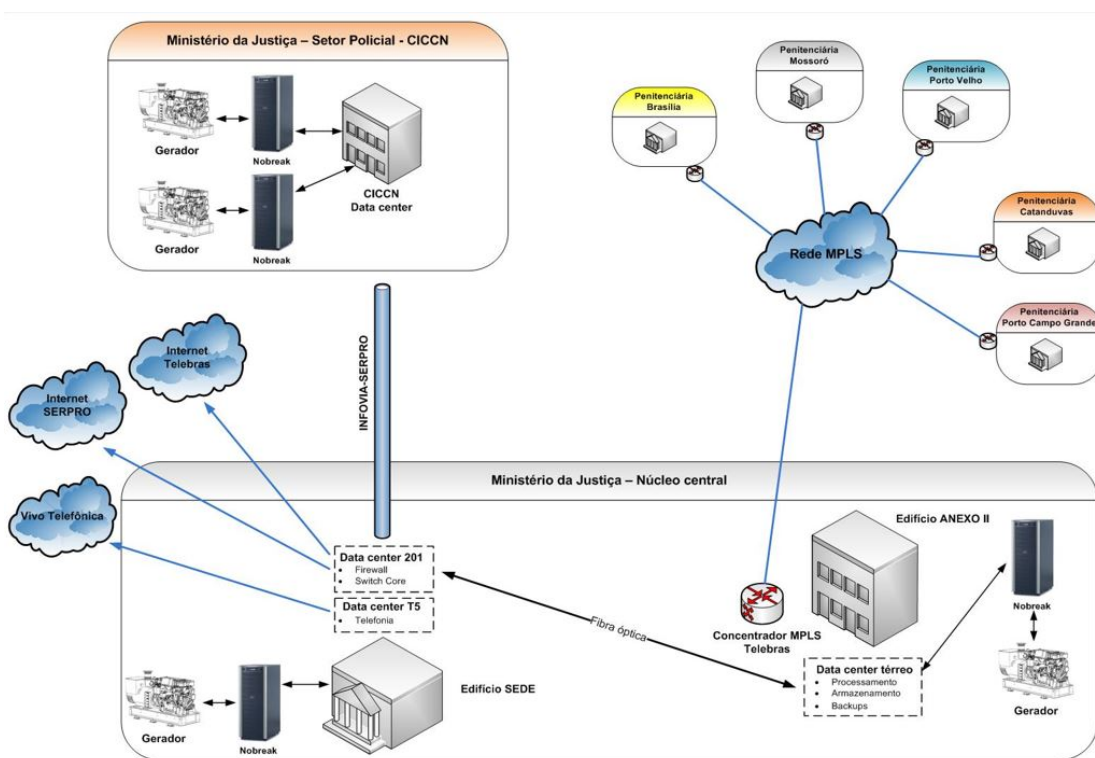 Ministério da Justiça – Setor Policial - CICCN
Gerador
Nobreak
CICCN
Data center
Gerador
Nobreak
Penitenciária
Mossoró
Penitenciária
Porto Velho
Penitenciária
Brasília
Penitenciária
Catanduvas
Rede MPLS
Penitenciária
Porto Campo Grande
Internet
Telebras
Internet
SERPRO
Vivo Telefônica
INFOVIA-SERPRO
Ministério da Justiça – Núcleo central
Data center 201
• Firewall
• Switch Core
Data center T5
• Telefonia
Edifício ANEXO II
Nobreak
Fibra óptica
Concentrador MPLS
Telebras
Data center térreo
• Processamento
• Armazenamento
• Backups
Gerador
Edifício SEDE
Gerador
Nobreak